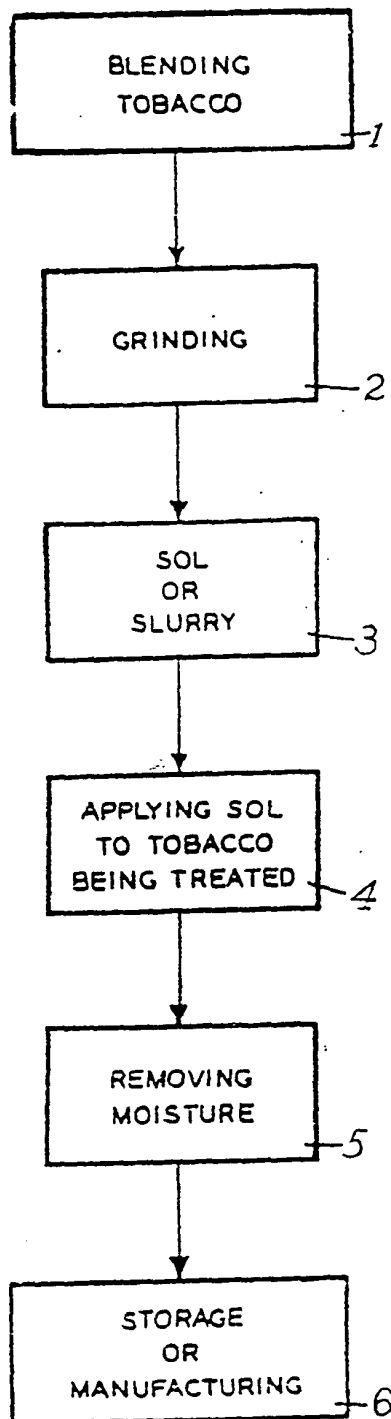 BLENDING
TOBACCO
1
GRINDING
2
SOL
OR
SLURRY
3
APPLYING SOL
TO TOBACCO
BEING TREATED
4
REMOVING
MOISTURE
5
STORAGE
OR
MANUFACTURING
6